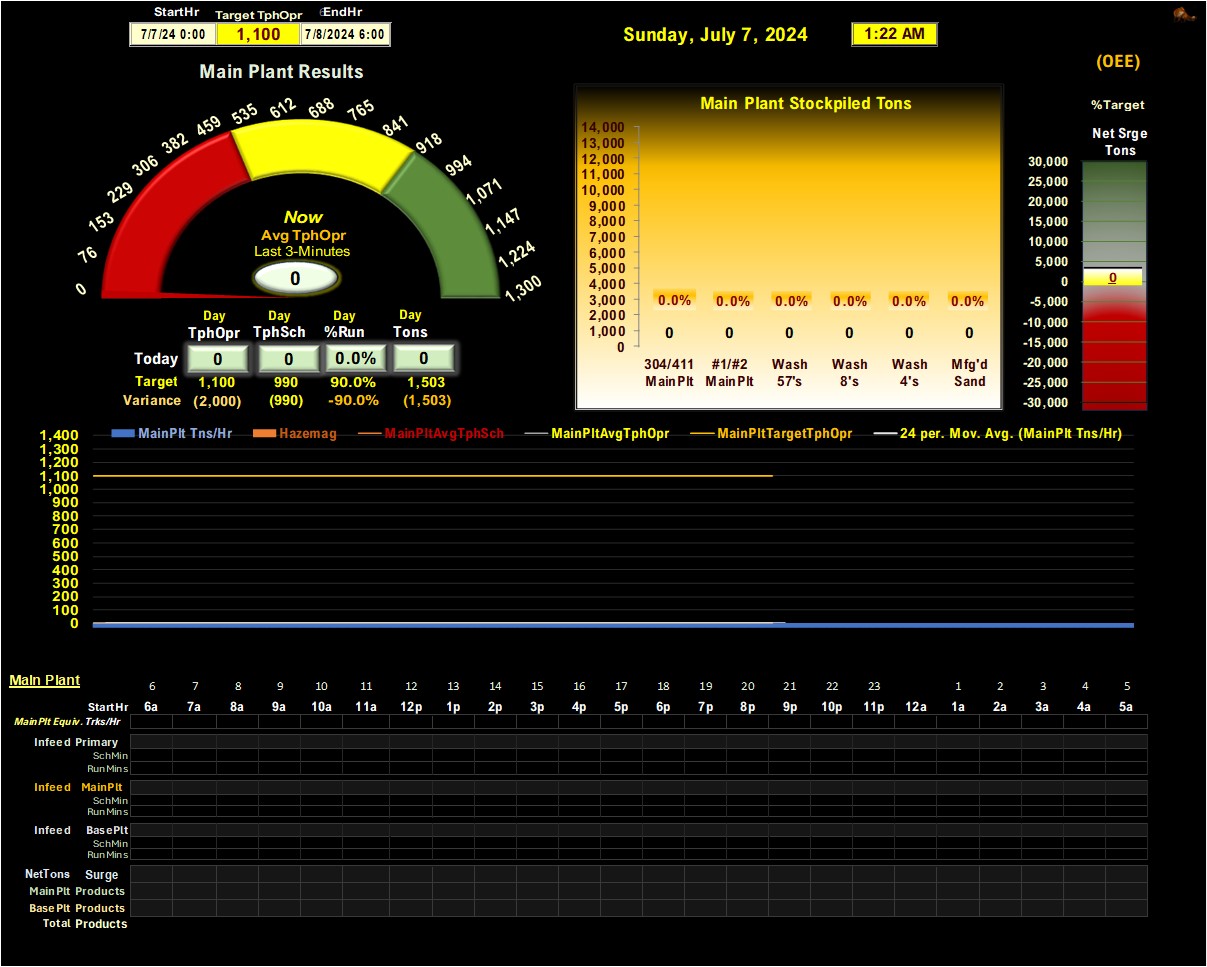 StartHr Target TphOpr EndHr
7/7/24 0:00 1,100 7/8/2024 6:00
Sunday, July 7, 2024 1:22 AM
(OEE)
Main Plant Results
%Target
Net Srge
Tons
0 76 153 229 306 382 459 535 612 688 765 841 918 994 1,071 1,147 1,224 1,300
Now
Avg TphOpr
Last 3-Minutes
0
Day Day Day Day
TphOpr TphSch %Run Tons
Today 0 0 0.0% 0
Target 1,100 990 90.0% 1,503
Variance (2,000) (990) -90.0% (1,503)
Main Plant Stockpiled Tons
14,000
13,000
12,000
11,000
10,000
9,000
8,000
7,000
6,000
5,000
4,000
3,000
2,000
1,000
0
0.0% 0.0% 0.0% 0.0% 0.0% 0.0%
0 0 0 0 0 0
304/411 #1/#2 Wash Wash Wash Mfg'd
MainPlt MainPlt 57's 8's 4's Sand
30,000
25,000
20,000
15,000
10,000
5,000
0
-5,000
-10,000
-15,000
-20,000
-25,000
-30,000
0
MainPlt Tns/Hr Hazemag MainPltAvgTphSch MainPltAvgTphOpr MainPltTargetTphOpr 24 per. Mov. Avg. (MainPlt Tns/Hr)
1,400
1,300
1,200
1,100
1,000
900
800
700
600
500
400
300
200
100
0
Main Plant
6 7 8 9 10 11 12 13 14 15 16 17 18 19 20 21 22 23 1 2 3 4 5
StartHr 6a 7a 8a 9a 10a 11a 12p 1p 2p 3p 4p 5p 6p 7p 8p 9p 10p 11p 12a 1a 2a 3a 4a 5a
MainPlt Equiv. Trks/Hr
Infeed Primary
SchMin
RunMins
Infeed MainPlt
SchMin
RunMins
Infeed BasePlt
SchMin
RunMins
NetTons Surge
MainPlt Products
BasePlt Products
Total Products